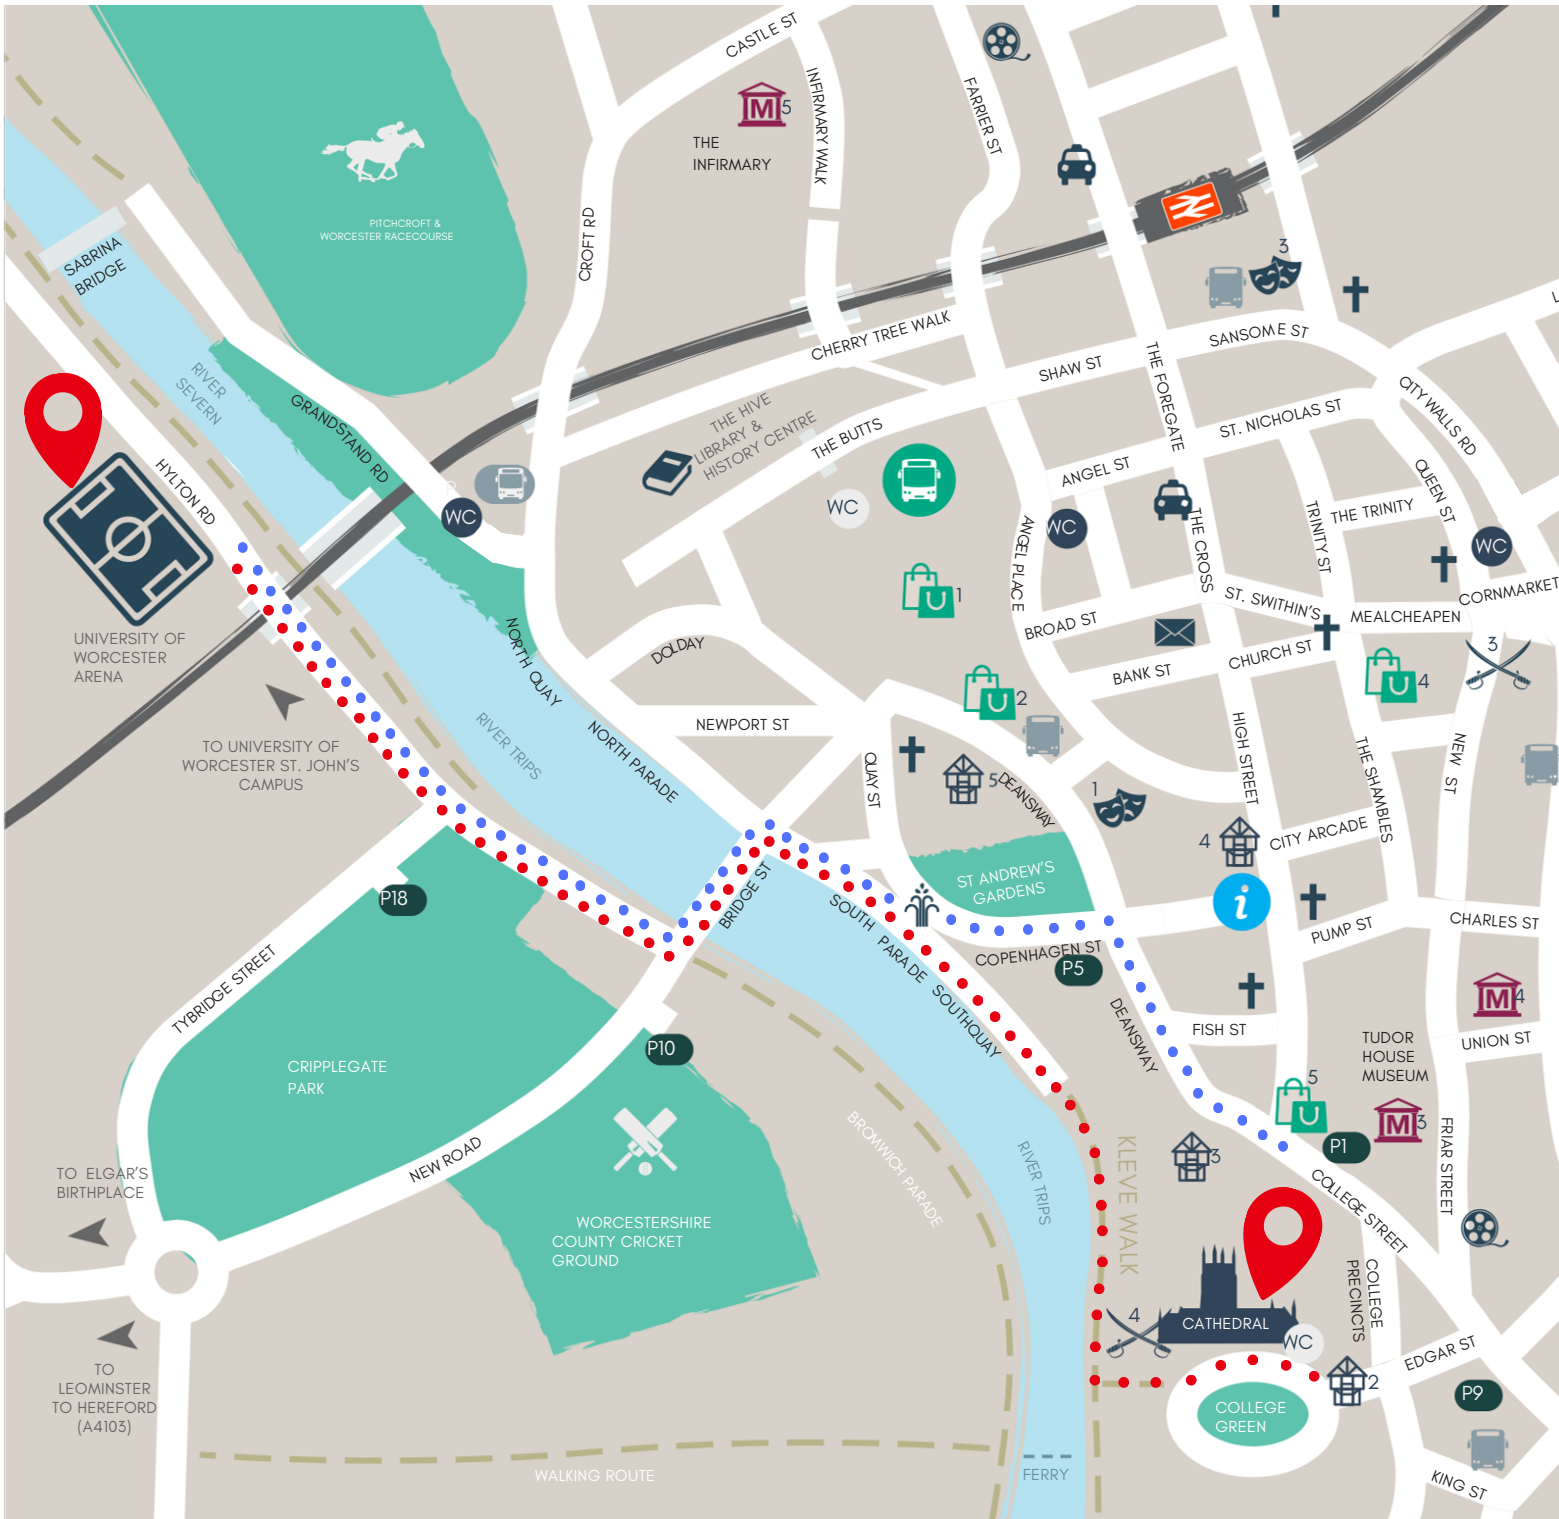 CASTLE ST
INFIRMARY WALK
FARRIER ST
5
THE
INFIRMARY
PITCHCROFT &
WORCESTER RACECOURSE
CROFT RD
SABRINA
BRIDGE
3
CHERRY TREE WALK
SHAW ST
SANSOME ST
THE FOREGATE
CITY WALLS RD
ST. NICHOLAS ST
RIVER
SEVERN
GRANDSTAND RD
THE HIVE
LIBRARY &
HISTORY CENTRE
THE BUTTS
ANGEL ST
QUEEN ST
HYLTON RD
WC
WC
WC
WC
ANGEL PLACE
THE CROSS
TRINITY ST
THE TRINITY
CORNMARKET
1
ST. SWITHIN'S
MEALCHEAPEN
BROAD ST
CHURCH ST
BANK ST
3
4
2
UNIVERSITY OF
WORCESTER
ARENA
NORTH QUAY
DOLDAY
NEWPORT ST
NORTH PARADE
RIVER TRIPS
TO UNIVERSITY OF
WORCESTER ST. JOHN'S
CAMPUS
QUAY ST
5
DEANSWAY
1
HIGH STREET
THE SHAMBLES
NEW ST
4
CITY ARCADE
ST ANDREW'S
GARDENS
i
P18
BRIDGE ST
SOUTH PARADE
SOUTHQUAY
COPENHAGEN ST
P5
PUMP ST
CHARLES ST
TYBRIDGE STREET
DEANSWAY
FISH ST
4
UNION ST
TUDOR
HOUSE
MUSEUM
P10
CRIPPLEGATE
PARK
5
3
P1
FRIAR STREET
BROMWICH PARADE
RIVER TRIPS
KLEVE WALK
3
NEW ROAD
TO ELGAR'S
BIRTHPLACE
WORCESTERSHIRE
COUNTY CRICKET
GROUND
COLLEGE STREET
COLLEGE
PRECINCTS
4
CATHEDRAL
WC
EDGAR ST
2
P9
TO
LEOMINSTER
TO HEREFORD
(A4103)
COLLEGE
GREEN
WALKING ROUTE
FERRY
KING ST